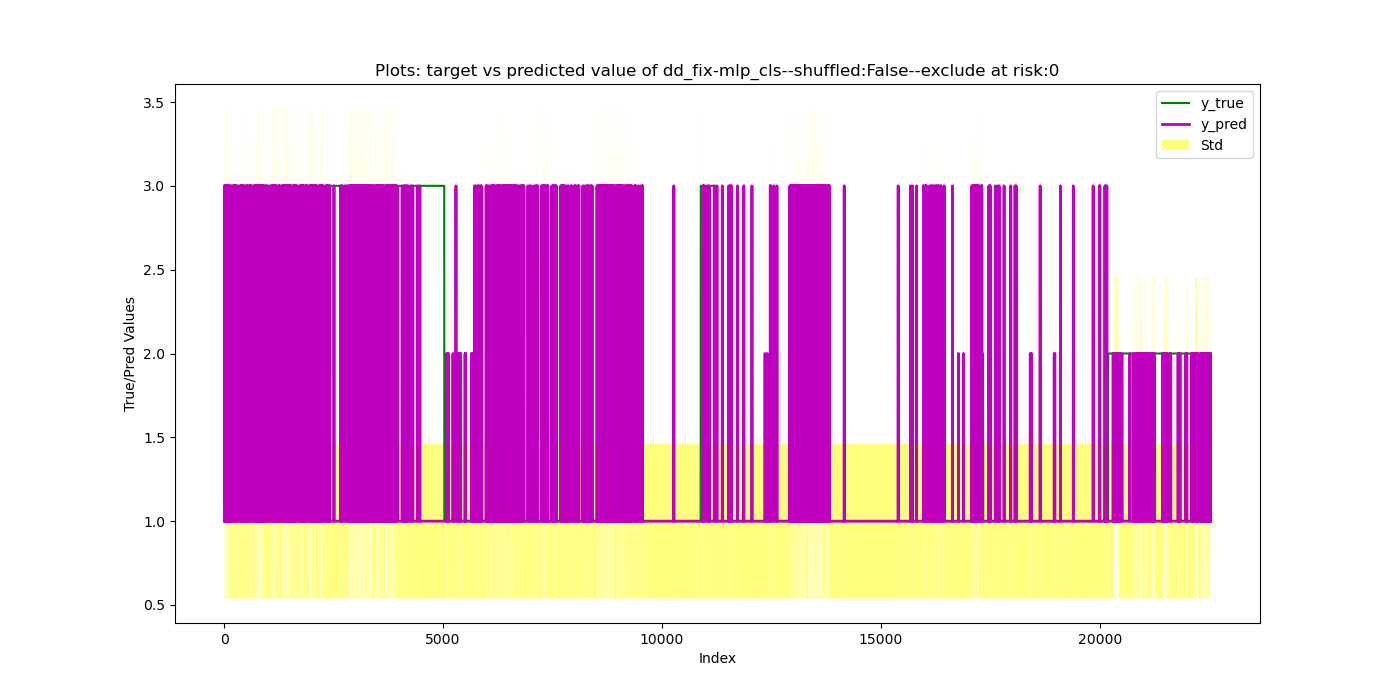 Plots: target vs predicted value of dd_fix-mlp_cls--shuffled:False--exclude at risk:0
3.5
3.0
2.5
2.0
1.5
1.0
0.5
True/Pred Values
y_true
y_pred
Std
0
5000
10000
15000
20000
Index